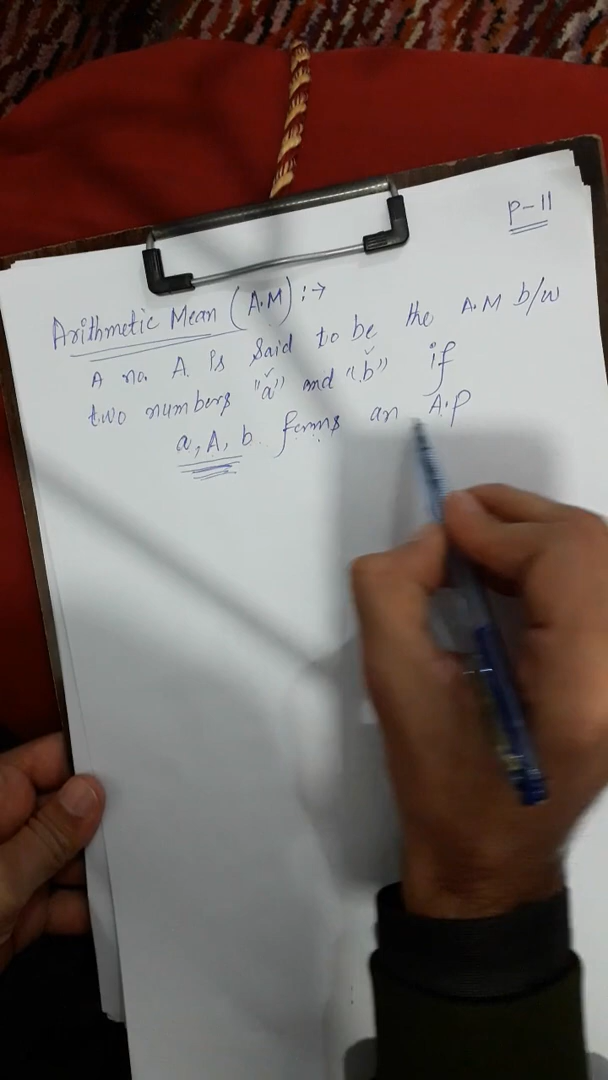 P-11
Arithmetic Mean (A.M) :→
A no. A is said to be the A.M b/w
two numbers "a" and "b" if
a, A, b forms an A.P